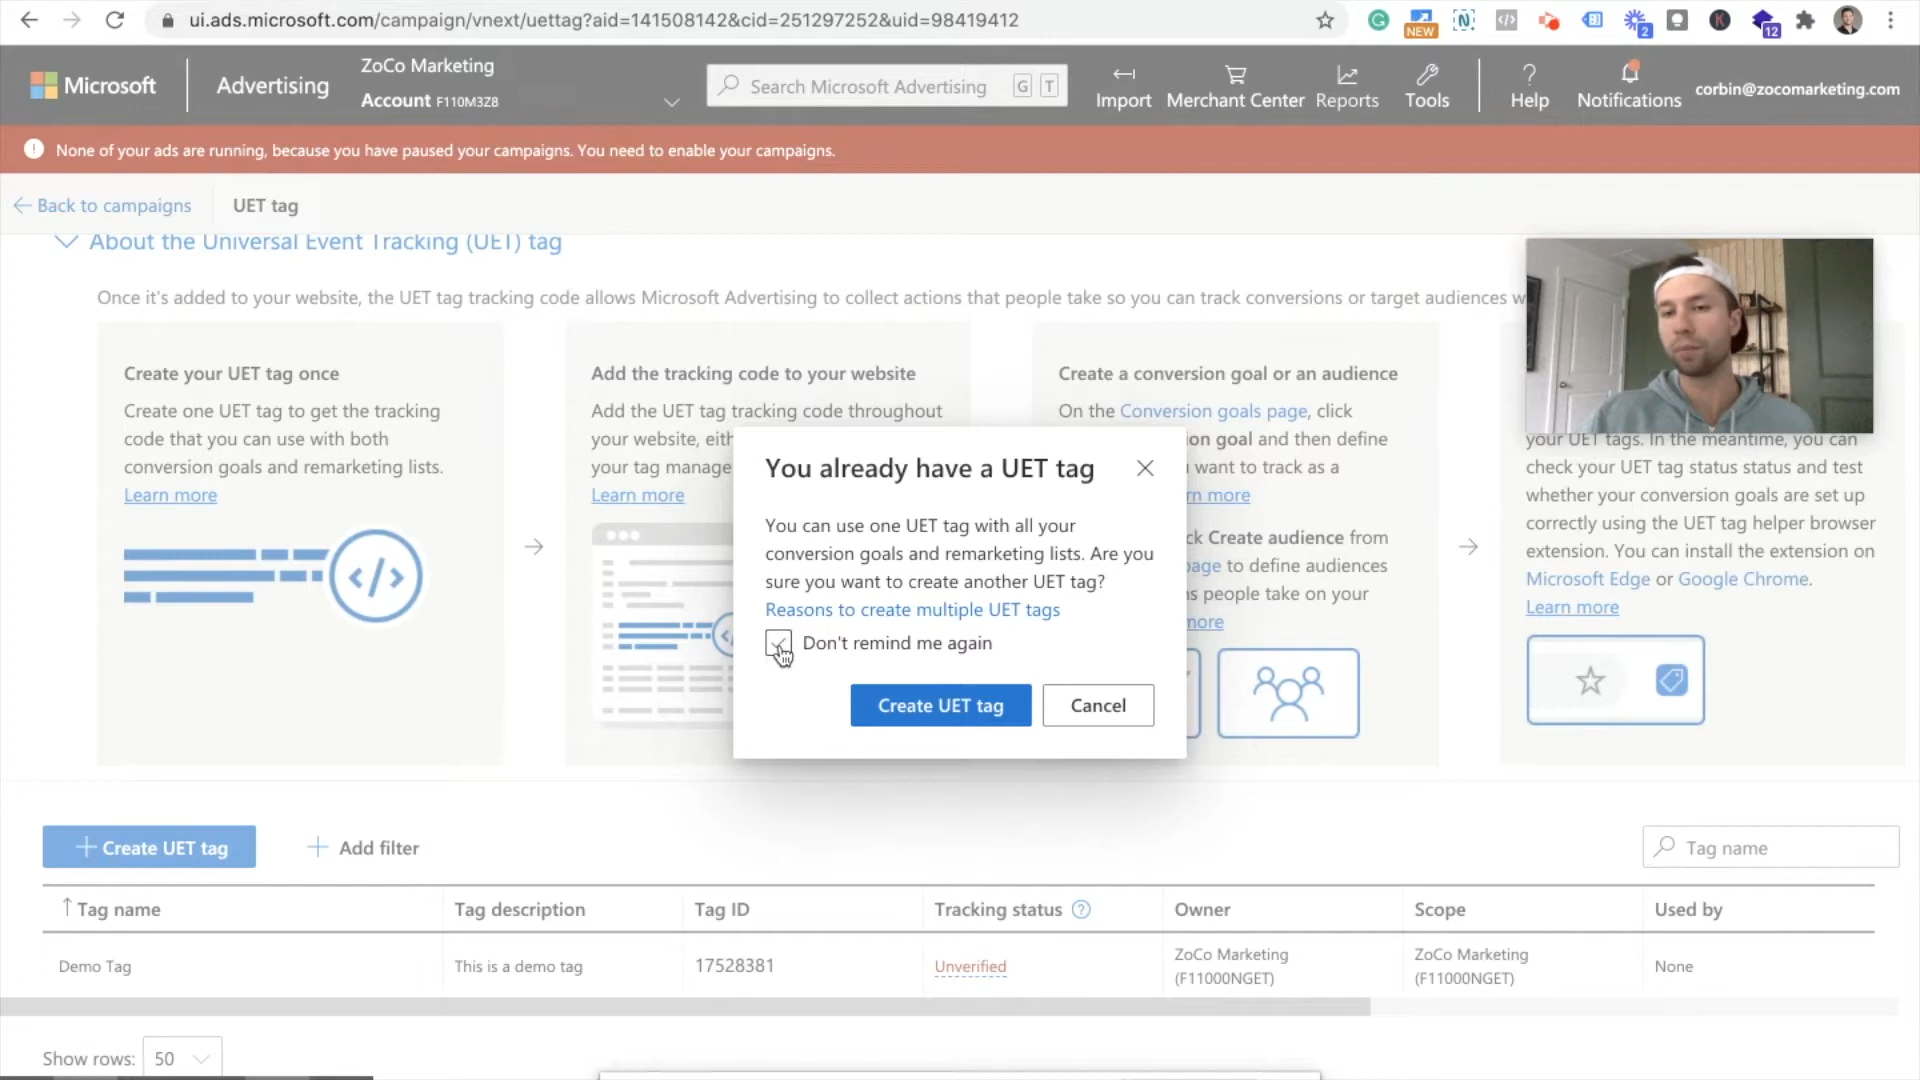 ui.ads.microsoft.com/campaign/vnext/uettag?aid=141508142&cid=251297252&uid=98419412
NEW
2
12
Microsoft
Advertising
ZoCo Marketing
Account F110M3Z8
Search Microsoft Advertising
G T
Import
Merchant Center
Reports
Tools
Help
Notifications
corbin@zocomarketing.com
None of your ads are running, because you have paused your campaigns. You need to enable your campaigns.
Back to campaigns
UET tag
About the Universal Event Tracking (UET) tag
Once it's added to your website, the UET tag tracking code allows Microsoft Advertising to collect actions that people take so you can track conversions or target audiences w
Create your UET tag once
Create one UET tag to get the tracking
code that you can use with both
conversion goals and remarketing lists.
Learn more
Add the tracking code to your website
Add the UET tag tracking code throughout
your website, eith
your tag manage
Learn more
Create a conversion goal or an audience
On the Conversion goals page, click
ion goal and then define
want to track as a
rn more
ck Create audience from
page to define audiences
ns people take on your
more
your UET tags. In the meantime, you can
check your UET tag status status and test
whether your conversion goals are set up
correctly using the UET tag helper browser
extension. You can install the extension on
Microsoft Edge or Google Chrome.
Learn more
You already have a UET tag
You can use one UET tag with all your
conversion goals and remarketing lists. Are you
sure you want to create another UET tag?
Reasons to create multiple UET tags
Don't remind me again
Create UET tag
Cancel
Create UET tag
Add filter
Tag name
Tag name
Tag description
Tag ID
Tracking status
Owner
Scope
Used by
Demo Tag
This is a demo tag
17528381
Unverified
ZoCo Marketing
(F11000NGET)
ZoCo Marketing
(F11000NGET)
None
Show rows:
50